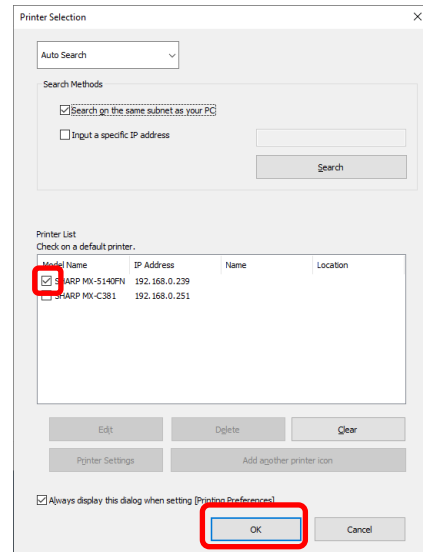 Printer Selection
Auto Search
Search Methods
Search on the same subnet as your PC
Input a specific IP address
Search
Printer List
Check on a default printer.
Model Name IP Address Name Location
SHARP MX-5140FN 192.168.0.239
SHARP MX-C381 192.168.0.251
Edit Delete Clear
Printer Settings Add another printer icon
Always display this dialog when setting [Printing Preferences]
OK Cancel